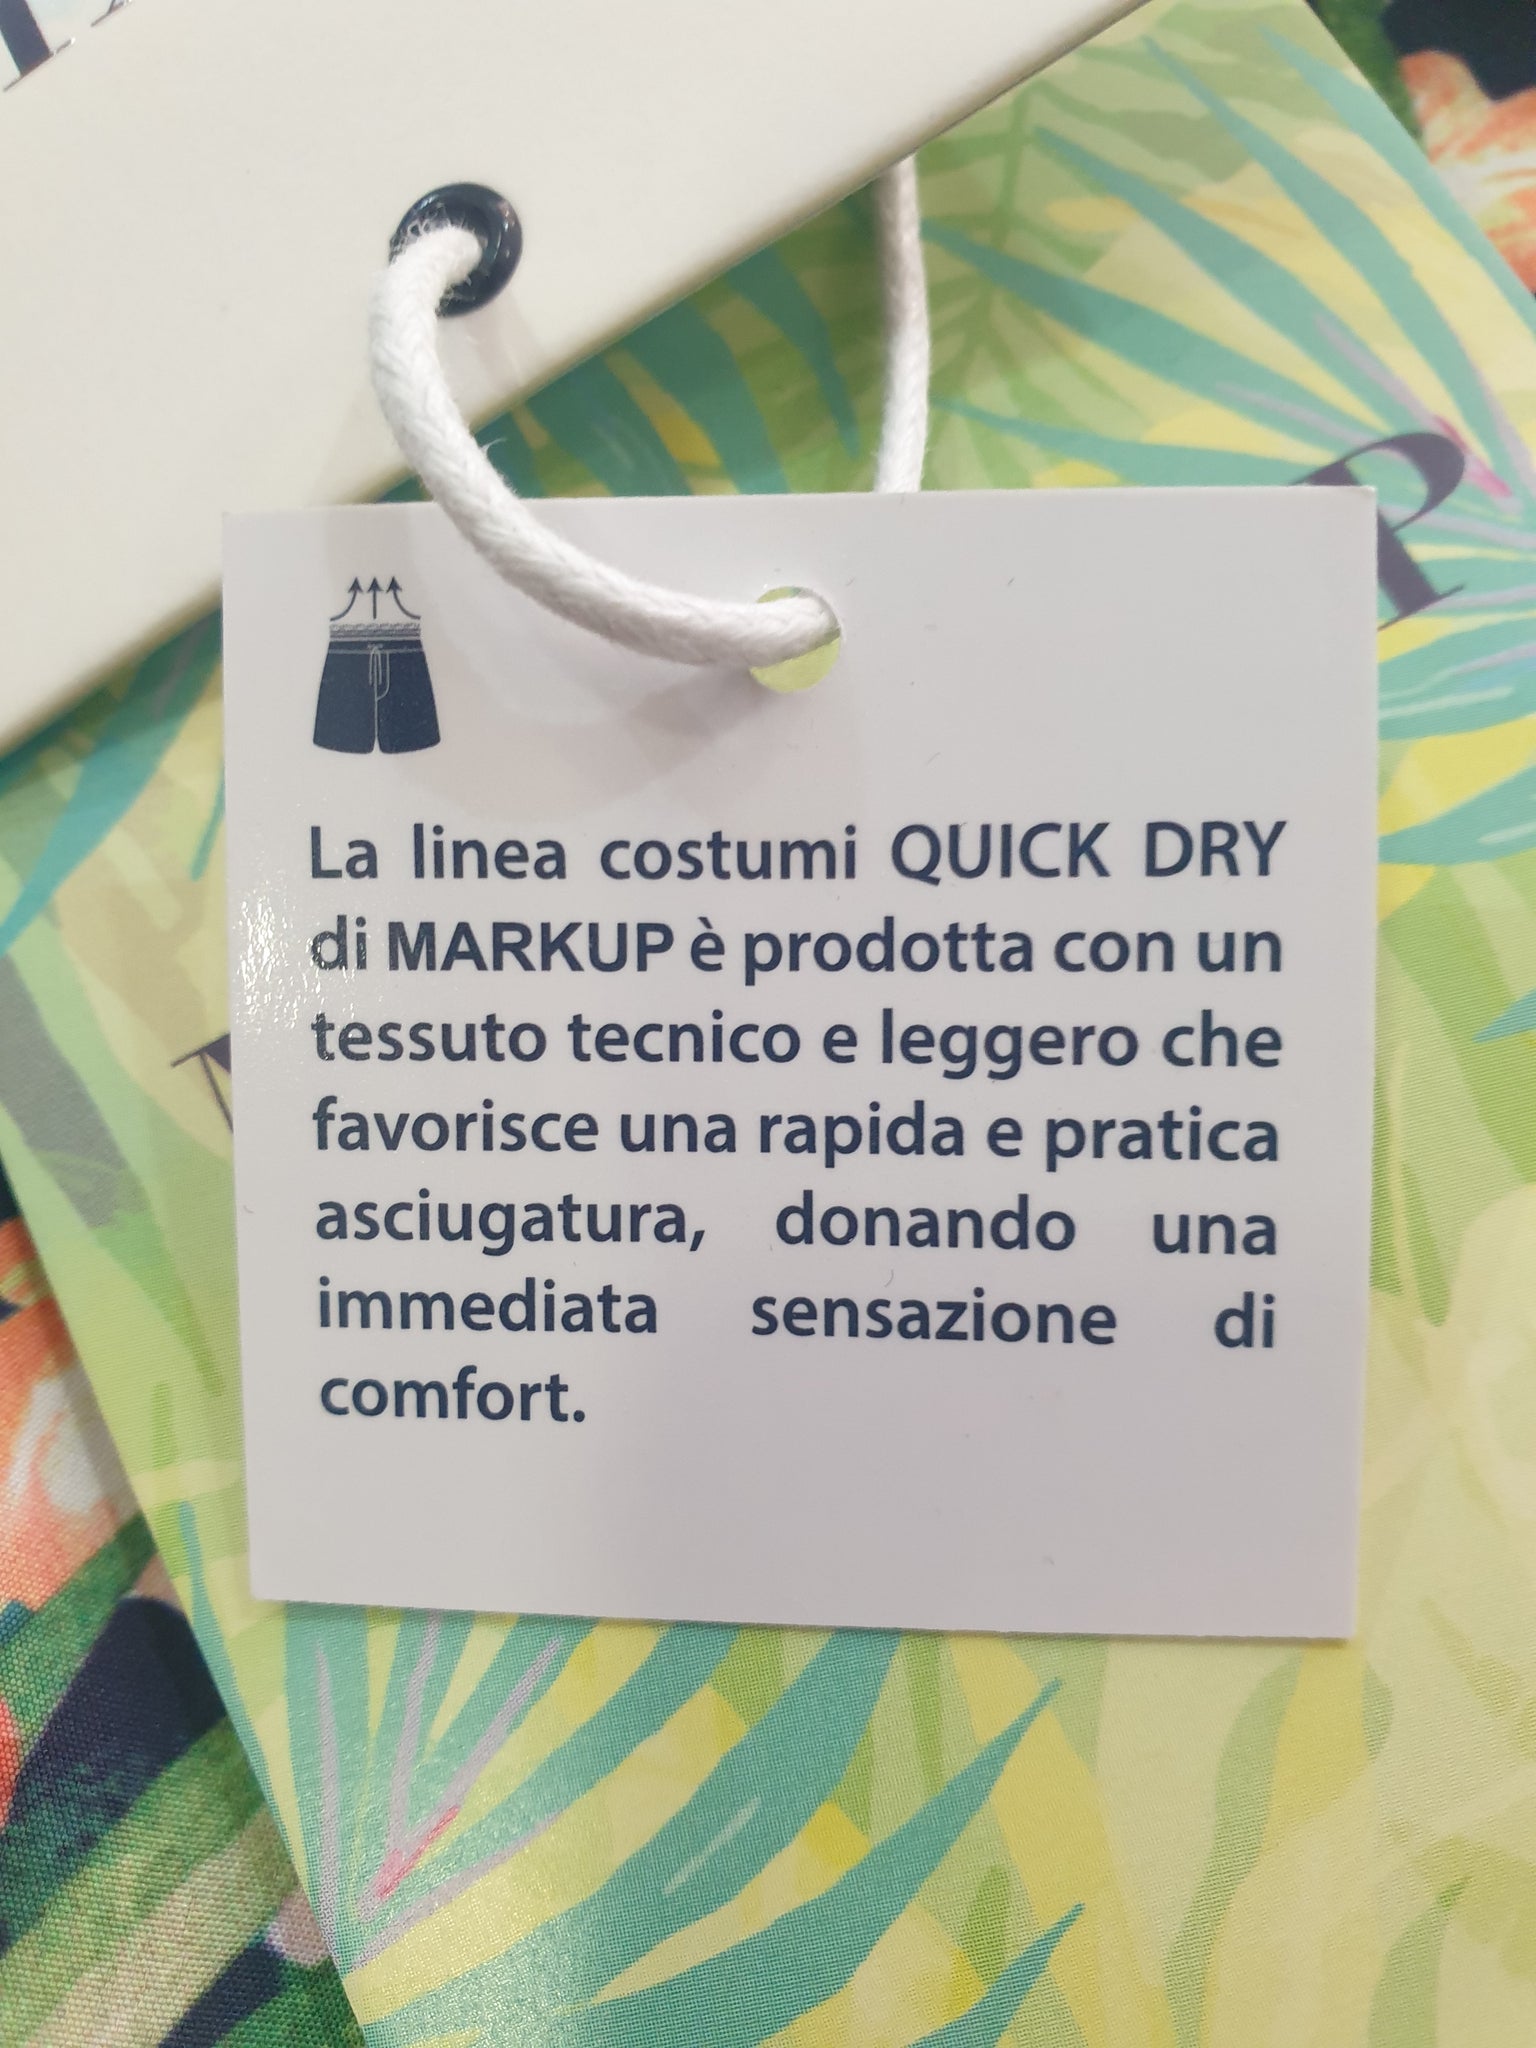 La linea costumi QUICK DRY
di MARKUP è prodotta con un
tessuto tecnico e leggero che
favorisce una rapida e pratica
asciugatura, donando una
immediata sensazione di
comfort.
P